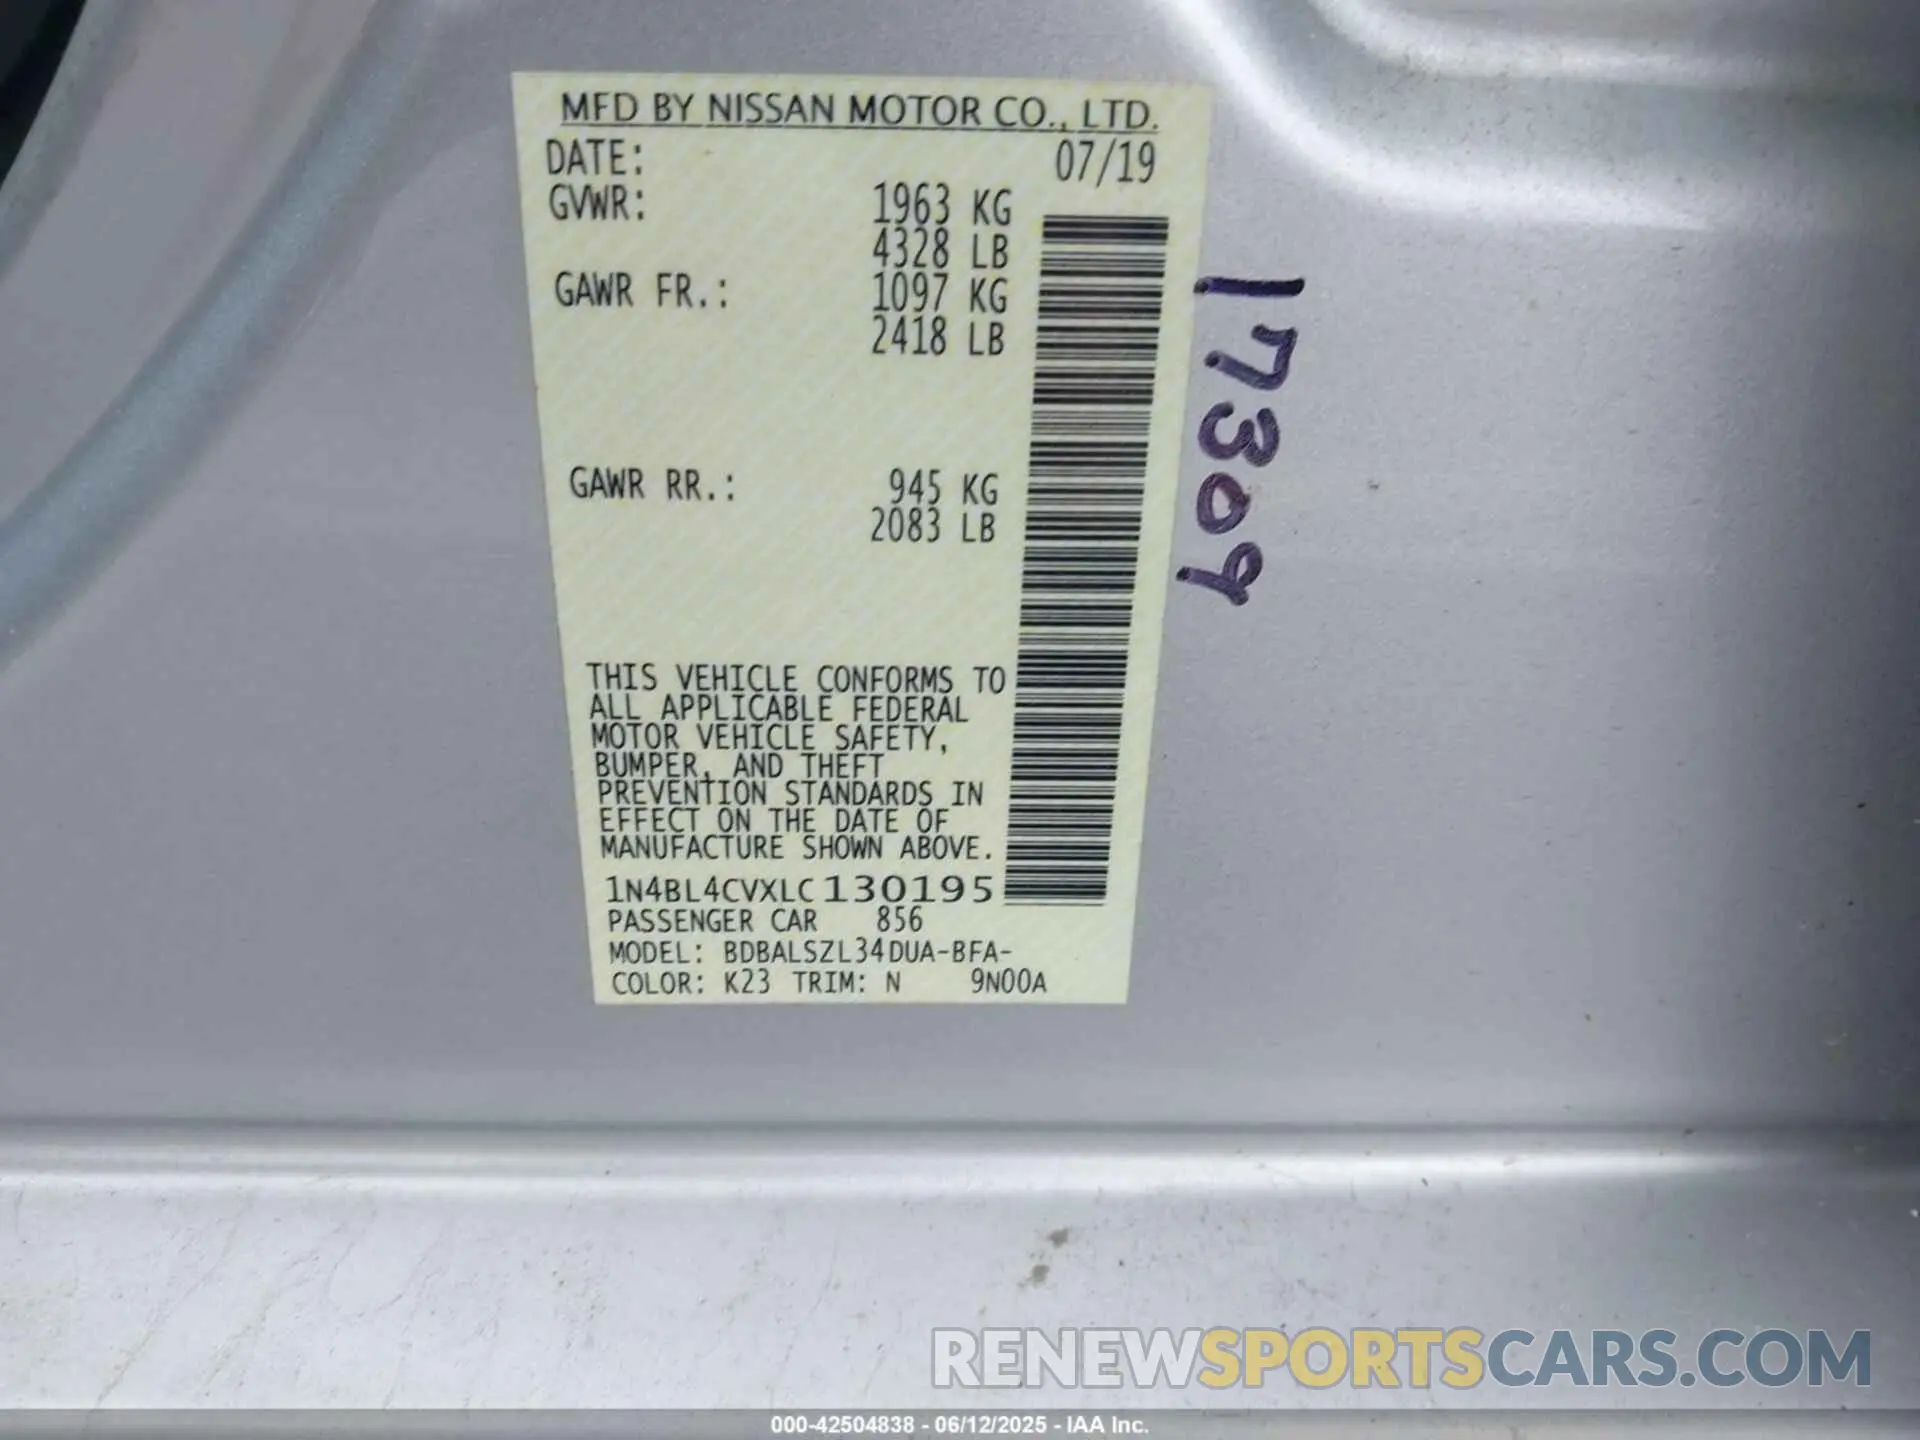 MFD BY NISSAN MOTOR CO., LTD.
DATE: 07/19
GVWR: 1963 KG
4328 LB
GAWR FR.: 1097 KG
2418 LB
GAWR RR.: 945 KG
2083 LB
THIS VEHICLE CONFORMS TO
ALL APPLICABLE FEDERAL
MOTOR VEHICLE SAFETY,
BUMPER, AND THEFT
PREVENTION STANDARDS IN
EFFECT ON THE DATE OF
MANUFACTURE SHOWN ABOVE.
1N4BL4CVXLC130195
PASSENGER CAR 856
MODEL: BDBALSZL34DUA-BFA-
COLOR: K23 TRIM: N 9N00A
17309
RENEWSPORTSCARS.COM
000-42504838 - 06/12/2025 - IAA Inc.